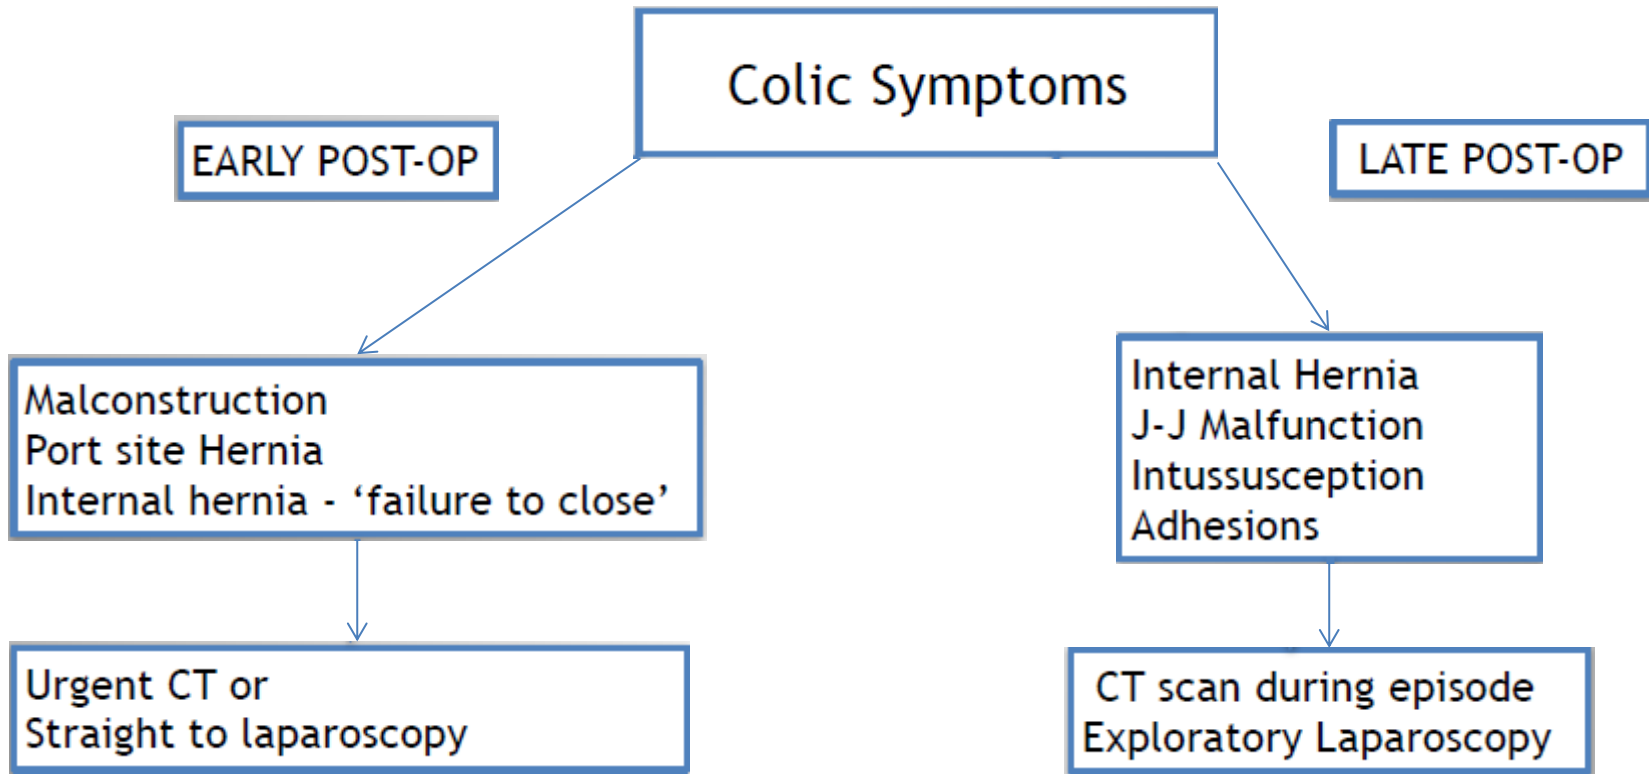 Colic Symptoms
EARLY POST-OP
LATE POST-OP
Malconstruction
Port site Hernia
Internal hernia - ‘failure to close’
Internal Hernia
J-J Malfunction
Intussusception
Adhesions
Urgent CT or
Straight to laparoscopy
CT scan during episode
Exploratory Laparoscopy